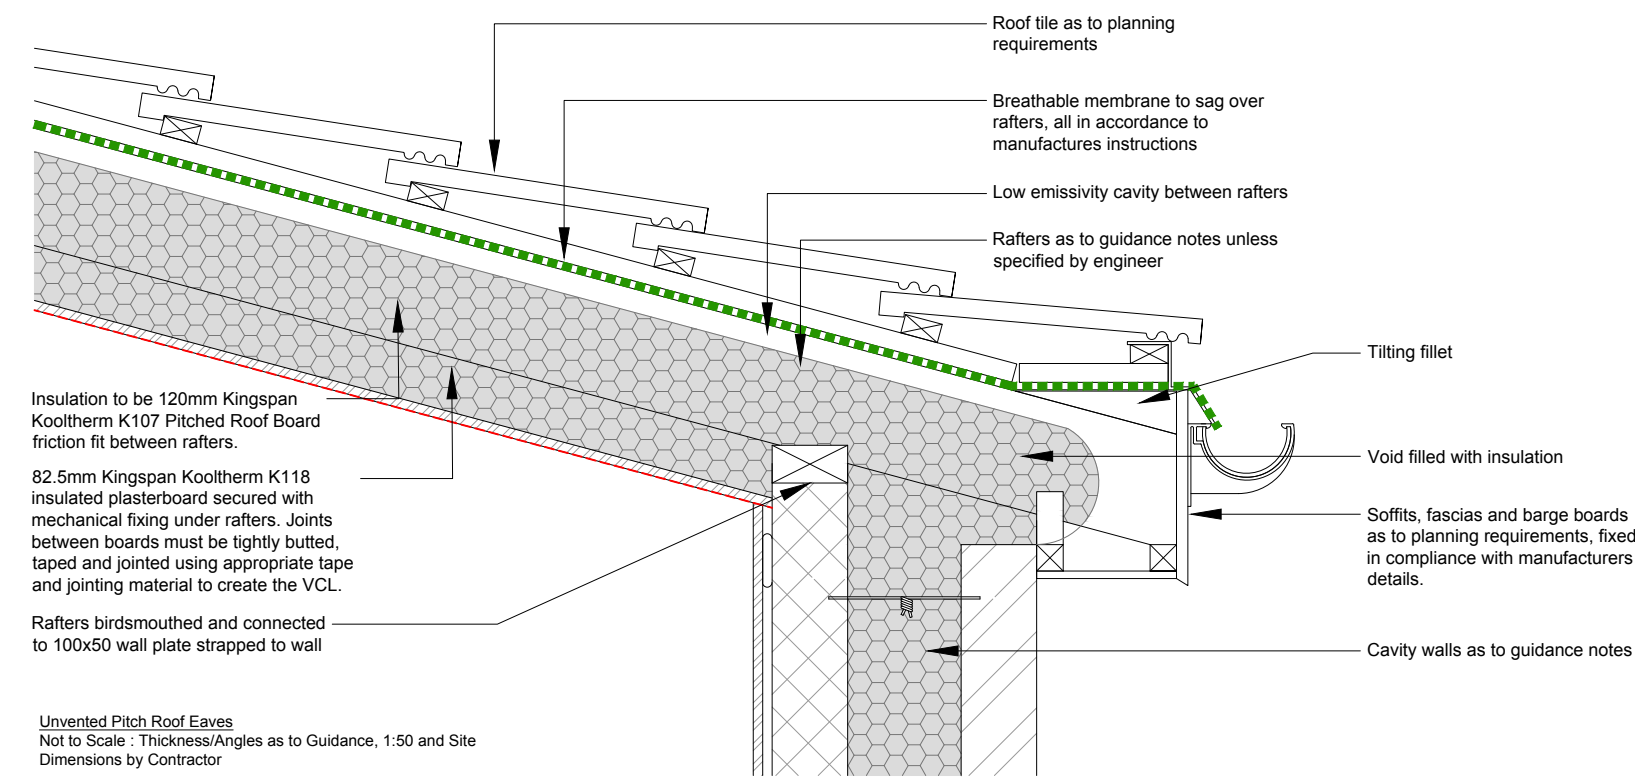 Roof tile as to planning
requirements
Breathable membrane to sag over
rafters, all in accordance to
manufactures instructions
Low emissivity cavity between rafters
Rafters as to guidance notes unless
specified by engineer
Tilting fillet
Insulation to be 120mm Kingspan
Kooltherm K107 Pitched Roof Board
friction fit between rafters.
82.5mm Kingspan Kooltherm K118
insulated plasterboard secured with
mechanical fixing under rafters. Joints
between boards must be tightly butted,
taped and jointed using appropriate tape
and jointing material to create the VCL.
Rafters birdsmouthed and connected
to 100x50 wall plate strapped to wall
Void filled with insulation
Soffits, fascias and barge boards
as to planning requirements, fixed
in compliance with manufacturers
details.
Cavity walls as to guidance notes
Unvented Pitch Roof Eaves
Not to Scale : Thickness/Angles as to Guidance, 1:50 and Site
Dimensions by Contractor